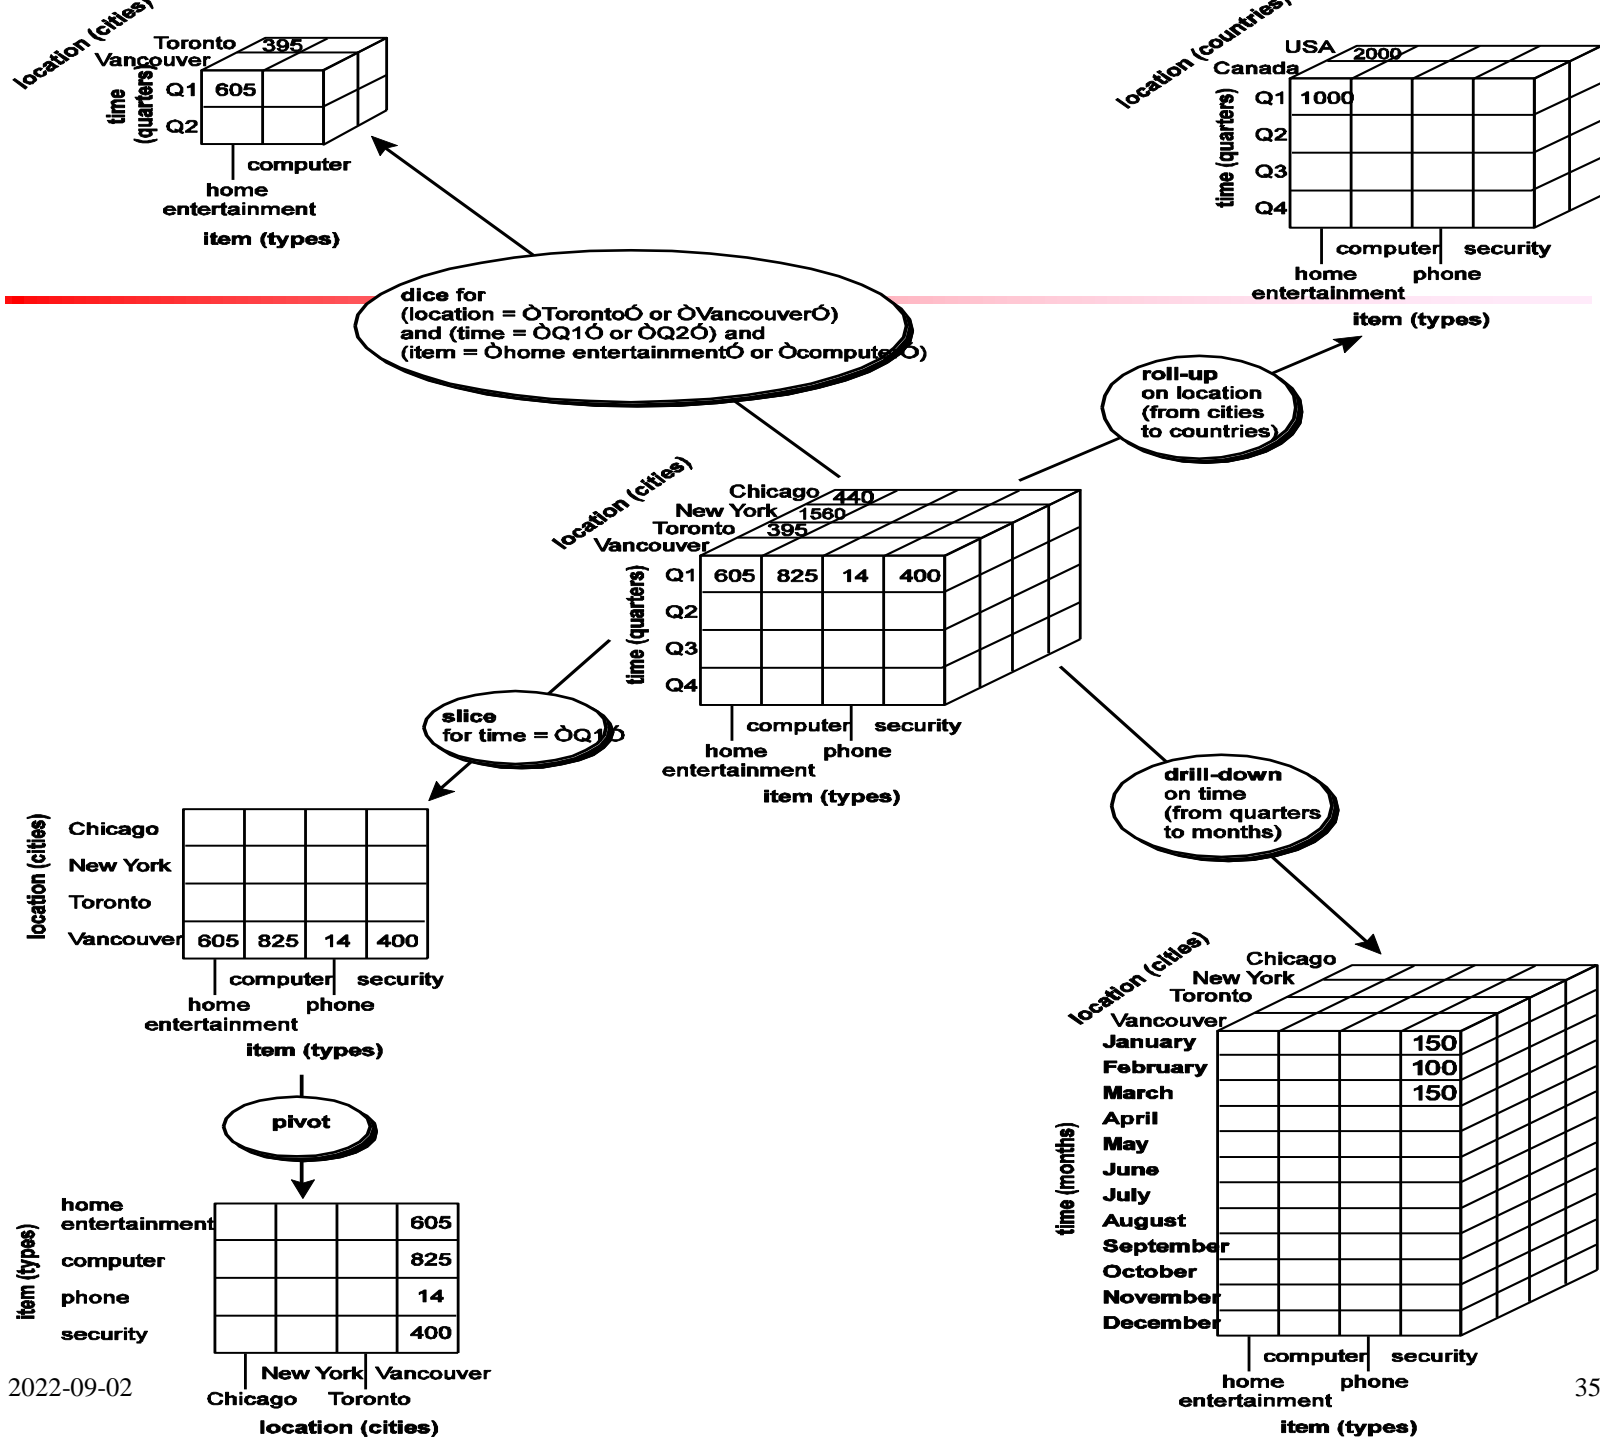 location (cities)
Toronto 395
Vancouver
time
(quarters)
Q1 605
Q2
computer
home
entertainment
item (types)
location (countries)
USA 2000
Canada
time (quarters)
Q1 1000
Q2
Q3
Q4
computer security
home phone
entertainment
item (types)
dice for
(location = ÒTorontoÓ or ÒVancouverÓ)
and (time = ÒQ1Ó or ÒQ2Ó) and
(item = Òhome entertainmentÓ or ÒcomputerÓ)
roll-up
on location
(from cities
to countries)
location (cities)
Chicago 440
New York 1560
Toronto 395
Vancouver
time (quarters)
Q1 605 825 14 400
Q2
Q3
Q4
computer security
home phone
entertainment
item (types)
slice
for time = ÒQ1Ó
drill-down
on time
(from quarters
to months)
location (cities)
Chicago
New York
Toronto
Vancouver 605 825 14 400
computer security
home phone
entertainment
item (types)
pivot
item (types)
home
entertainment 605
computer 825
phone 14
security 400
New York Vancouver
Chicago Toronto
location (cities)
location (cities)
Chicago
New York
Toronto
Vancouver
time (months)
January 150
February 100
March 150
April
May
June
July
August
September
October
November
December
computer security
home phone
entertainment
item (types)
2022-09-02
35